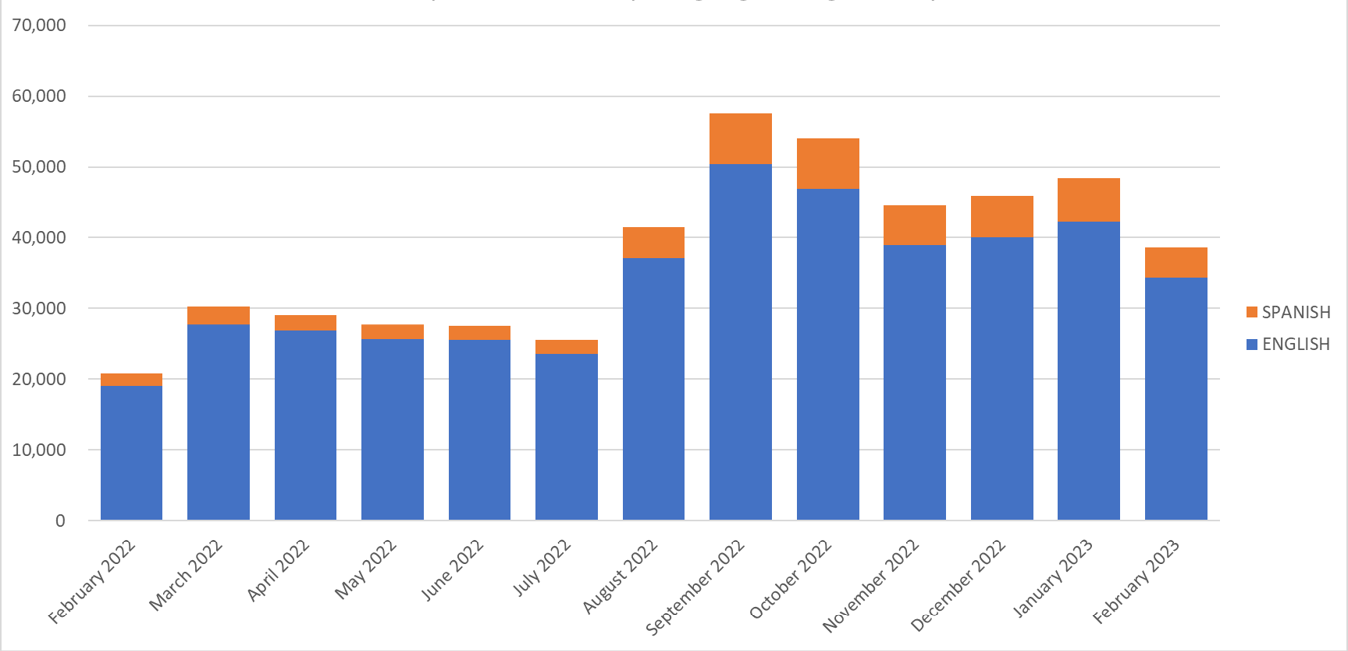 70,000
60,000
50,000
40,000
30,000
20,000
10,000
0
February 2022
March 2022
April 2022
May 2022
June 2022
July 2022
August 2022
September 2022
October 2022
November 2022
December 2022
January 2023
February 2023
SPANISH
ENGLISH